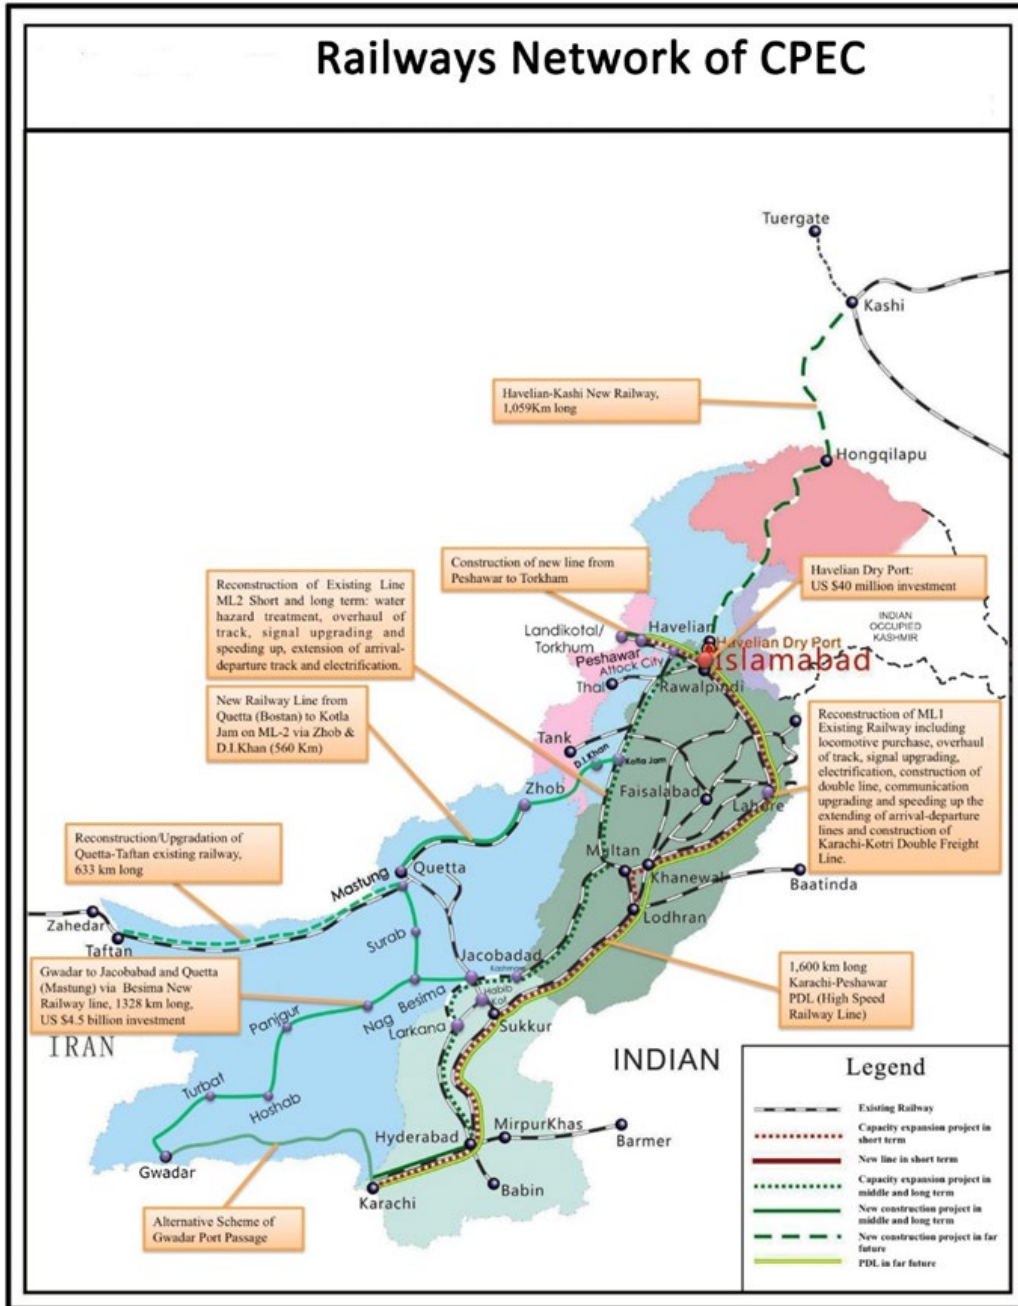 Railways Network of CPEC
Tuergate
Kashi
Havelian-Kashi New Railway,
1,059Km long
Hongqilapu
Construction of new line from
Peshawar to Torkham
Havelian Dry Port:
US $40 million investment
Reconstruction of Existing Line
ML2 Short and long term: water
hazard treatment, overhaul of
track, signal upgrading and
speeding up, extension of arrival-
departure track and electrification.
INDIAN
OCCUPIED
KASHMIR
Landikotal/
Torkhum
Havelian
Havelian Dry Port
Islamabad
Peshawar
Attock City
Thal
Rawalpindi
New Railway Line from
Quetta (Bostan) to Kotla
Jam on ML-2 via Zhob &
D.I.Khan (560 Km)
Reconstruction of ML1
Existing Railway including
locomotive purchase, overhaul
of track, signal upgrading,
electrification, construction of
double line, communication
upgrading and speeding up the
extending of arrival-departure
lines and construction of
Karachi-Kotri Double Freight
Line.
Tank
D.I.Khan
Kotla Jam
Zhob
Faisalabad
Lahore
Reconstruction/Upgradation of
Quetta-Taftan existing railway,
633 km long
Multan
Quetta
Mastung
Khanewal
Baatinda
Zahedar
Taftan
Lodhran
Surab
Jacobadad
Kashmore
Gwadar to Jacobabad and Quetta
(Mastung) via Besima New
Railway line, 1328 km long,
US $4.5 billion investment
1,600 km long
Karachi-Peshawar
PDL (High Speed
Railway Line)
Besima
Nag
Habib
Kot
Panjgur
Larkana
Sukkur
IRAN
INDIAN
Turbat
Hoshab
Hyderabad
MirpurKhas
Barmer
Gwadar
Karachi
Babin
Alternative Scheme of
Gwadar Port Passage
Legend
Existing Railway
Capacity expansion project in
short term
New line in short term
Capacity expansion project in
middle and long term
New construction project in
middle and long term
New construction project in far
future
PDL in far future